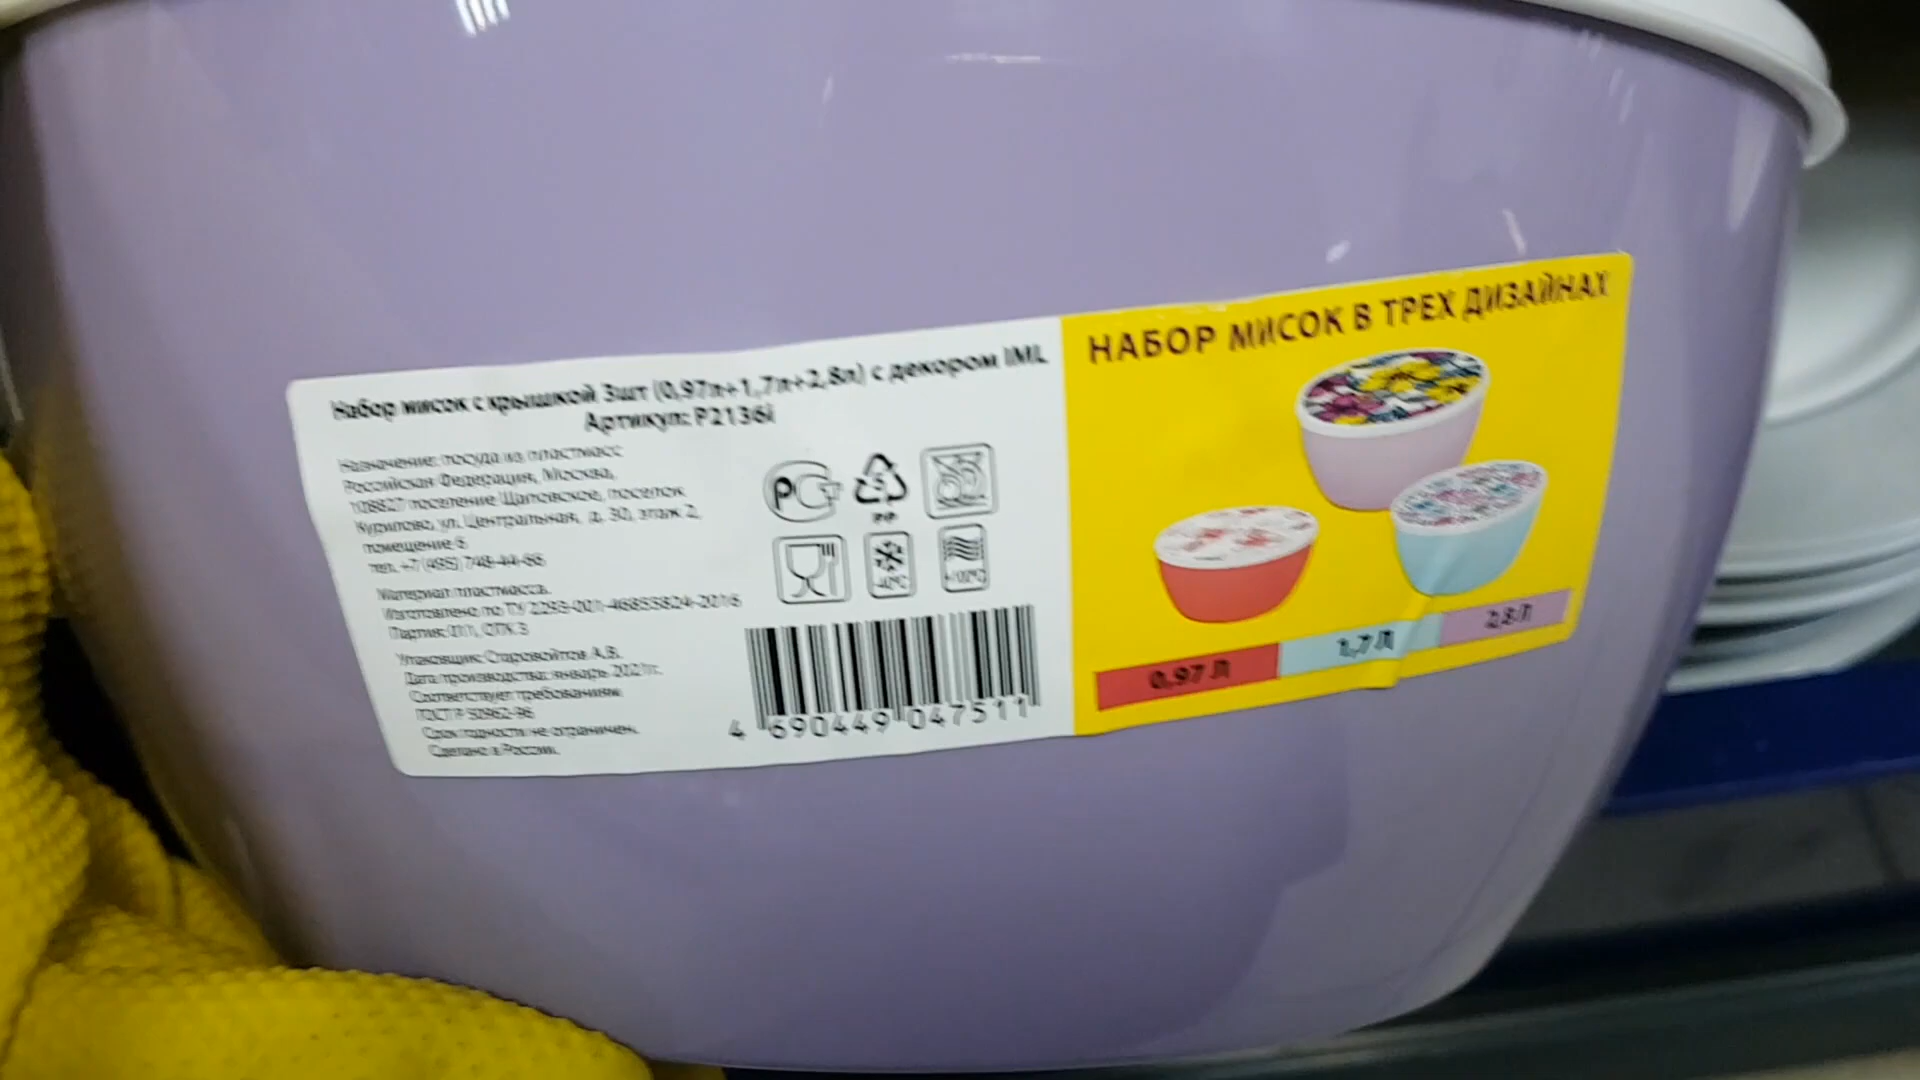 Набор мисок с крышкой 3шт (0,97л+1,7л+2,8л) с декором IML
Артикул: Р2136i
Назначение: посуда из пластмасс
Российская Федерация, Москва,
108827 поселение Щаповское, поселок
Курилово, ул. Центральная, д. 30, этаж 2,
помещение 6
тел. +7 (495) 748-44-66
Материал: пластмасса.
Изготовлено по ТУ 2293-001-46853824-2016
Партия: 011, ОТК 3
Упаковщик: Старовойтов А.В.
Дата производства: январь 2021г.
Соответствует требованиям
ГОСТ Р 50962-96
Срок годности не ограничен.
Сделано в России.
5
PP
-40°C
+100°C
4 690449 047511
НАБОР МИСОК В ТРЕХ ДИЗАЙНАХ
0,97 Л
1,7 Л
2,8 Л